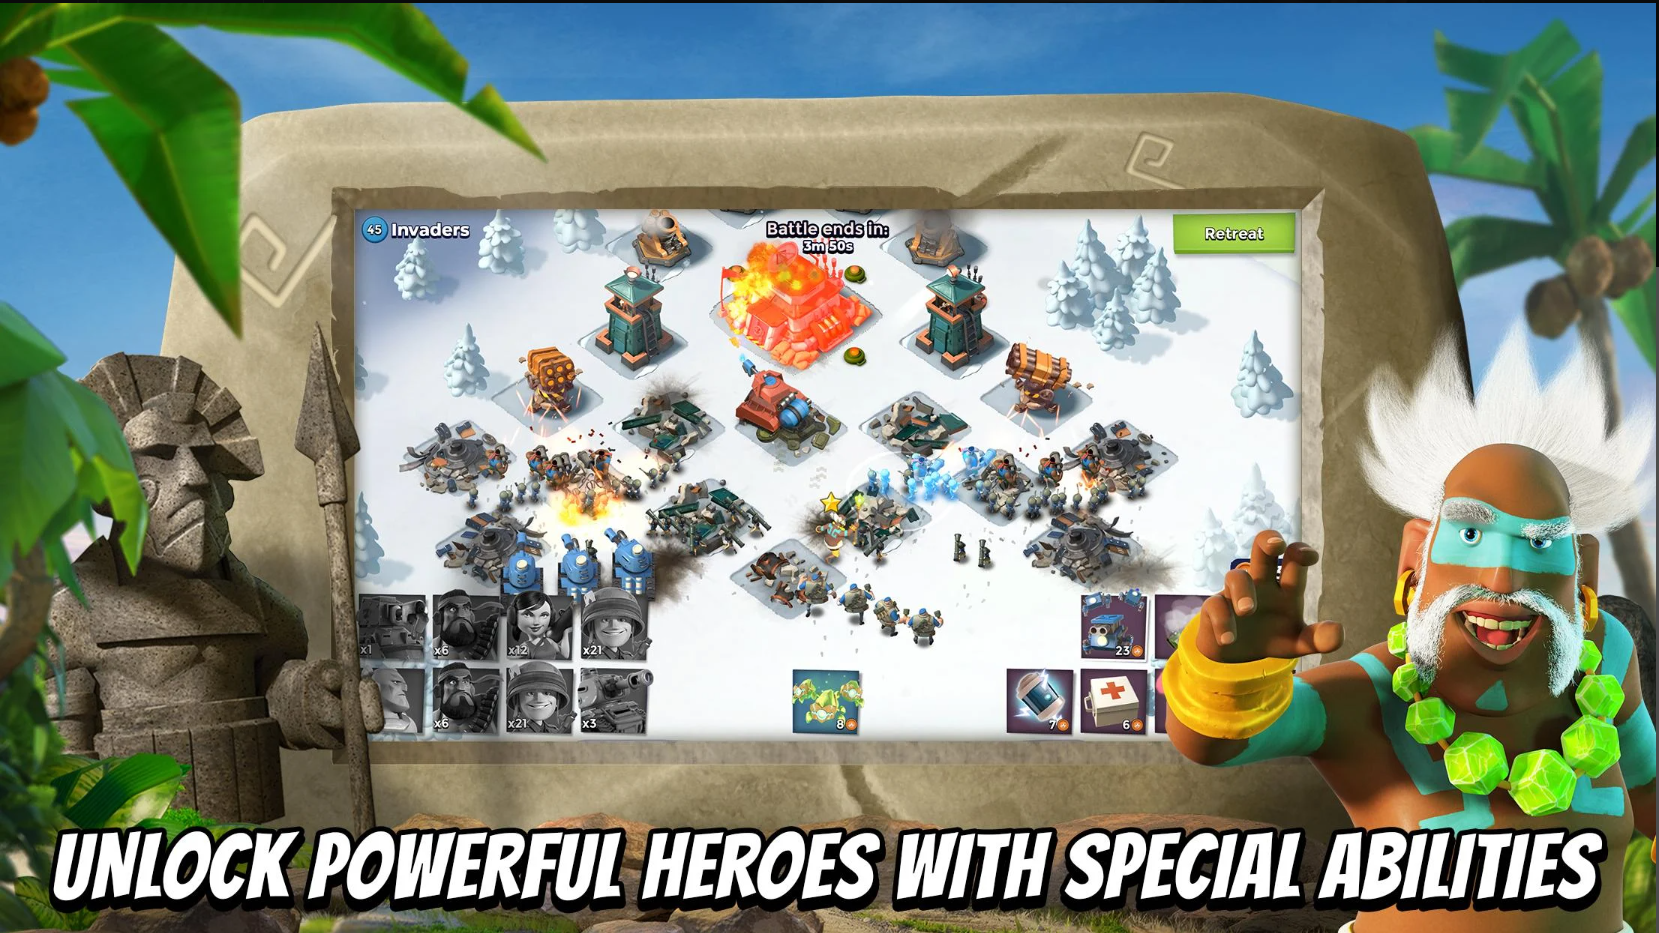 45 Invaders
Battle ends in:
3m 50s
Retreat
x1
x6
x12
x21
23
x6
x21
x3
8
7
6
UNLOCK POWERFUL HEROES WITH SPECIAL ABILITIES